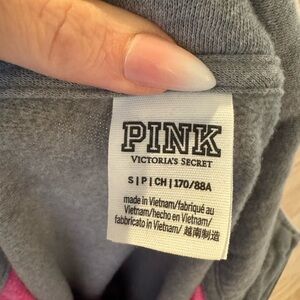 PINK
VICTORIA'S SECRET
S | P | CH | 170/88A
made in Vietnam/fabriqué au
Vietnam/hecho en Vietnam/
fabbricato in Vietnam/ 越南制造